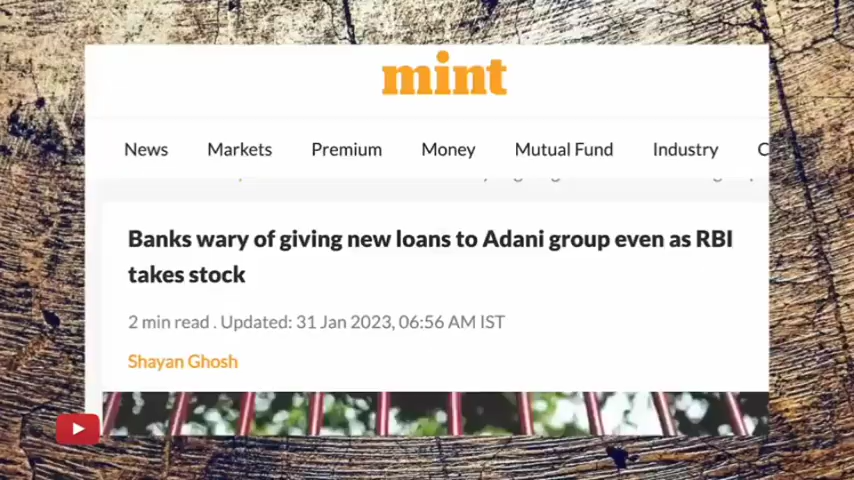 mint
News Markets Premium Money Mutual Fund Industry
Banks wary of giving new loans to Adani group even as RBI
takes stock
2 min read . Updated: 31 Jan 2023, 06:56 AM IST
Shayan Ghosh